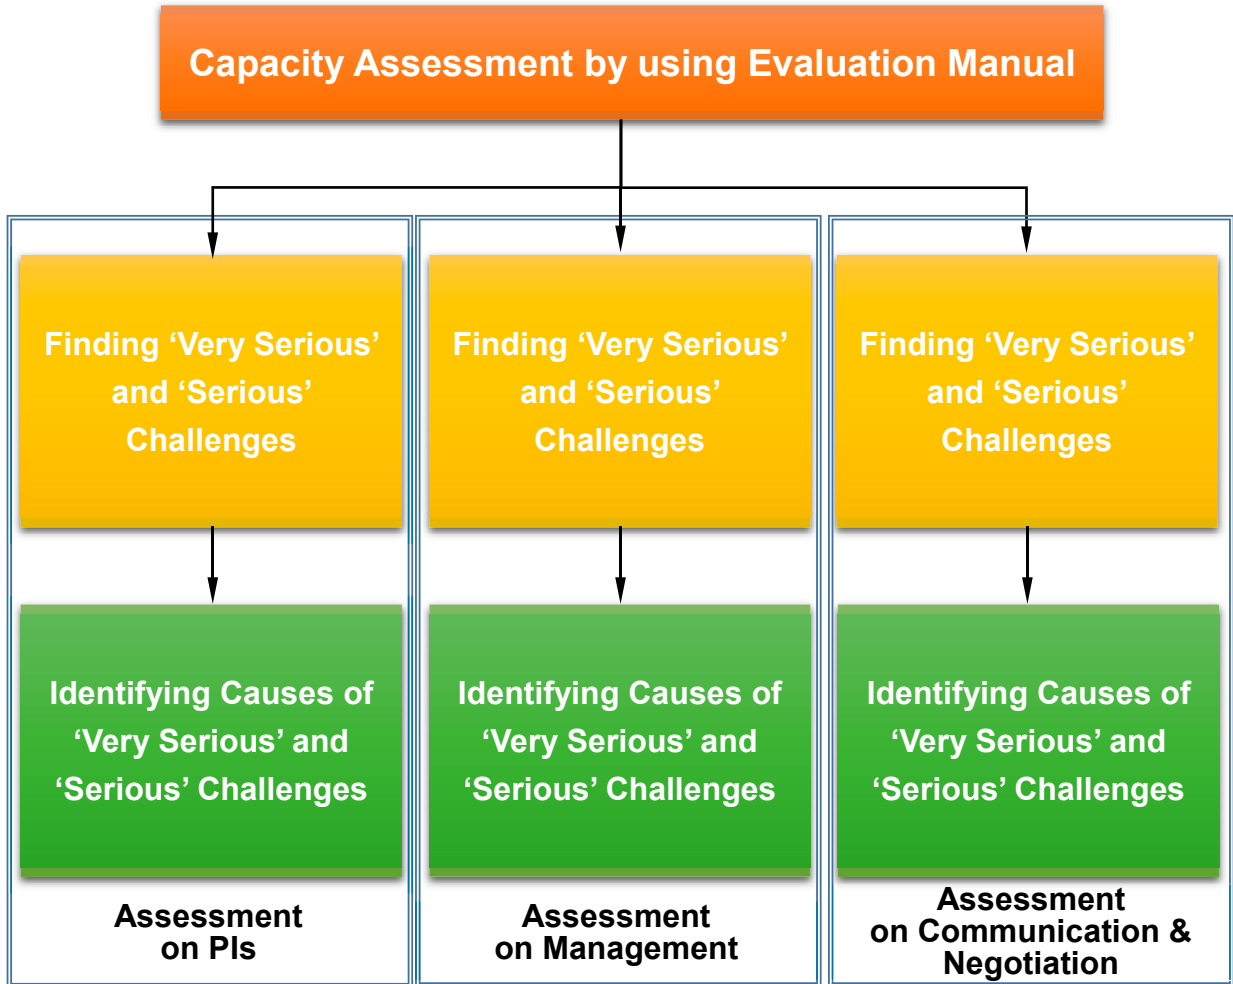 Capacity Assessment by using Evaluation Manual
Finding ‘Very Serious’
and ‘Serious’
Challenges
Identifying Causes of
‘Very Serious’ and
‘Serious’ Challenges
Assessment
on PIs
Finding ‘Very Serious’
and ‘Serious’
Challenges
Identifying Causes of
‘Very Serious’ and
‘Serious’ Challenges
Assessment
on Management
Finding ‘Very Serious’
and ‘Serious’
Challenges
Identifying Causes of
‘Very Serious’ and
‘Serious’ Challenges
Assessment
on Communication &
Negotiation